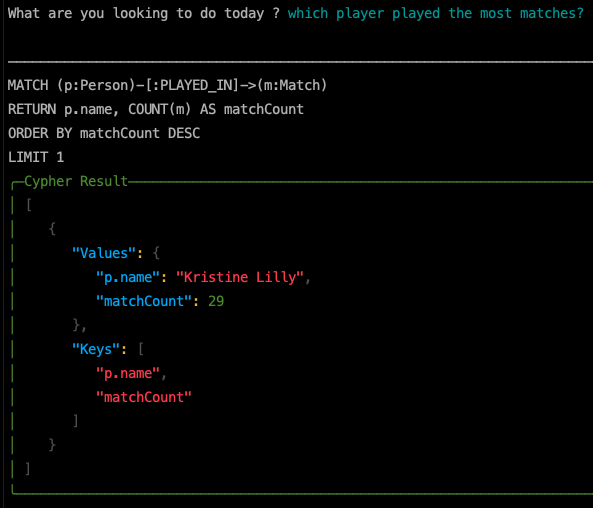 What are you looking to do today ? which player played the most matches?
MATCH (p:Person)-[:PLAYED_IN]->(m:Match)
RETURN p.name, COUNT(m) AS matchCount
ORDER BY matchCount DESC
LIMIT 1
Cypher Result
[
{
"Values": {
"p.name": "Kristine Lilly",
"matchCount": 29
},
"Keys": [
"p.name",
"matchCount"
]
}
]